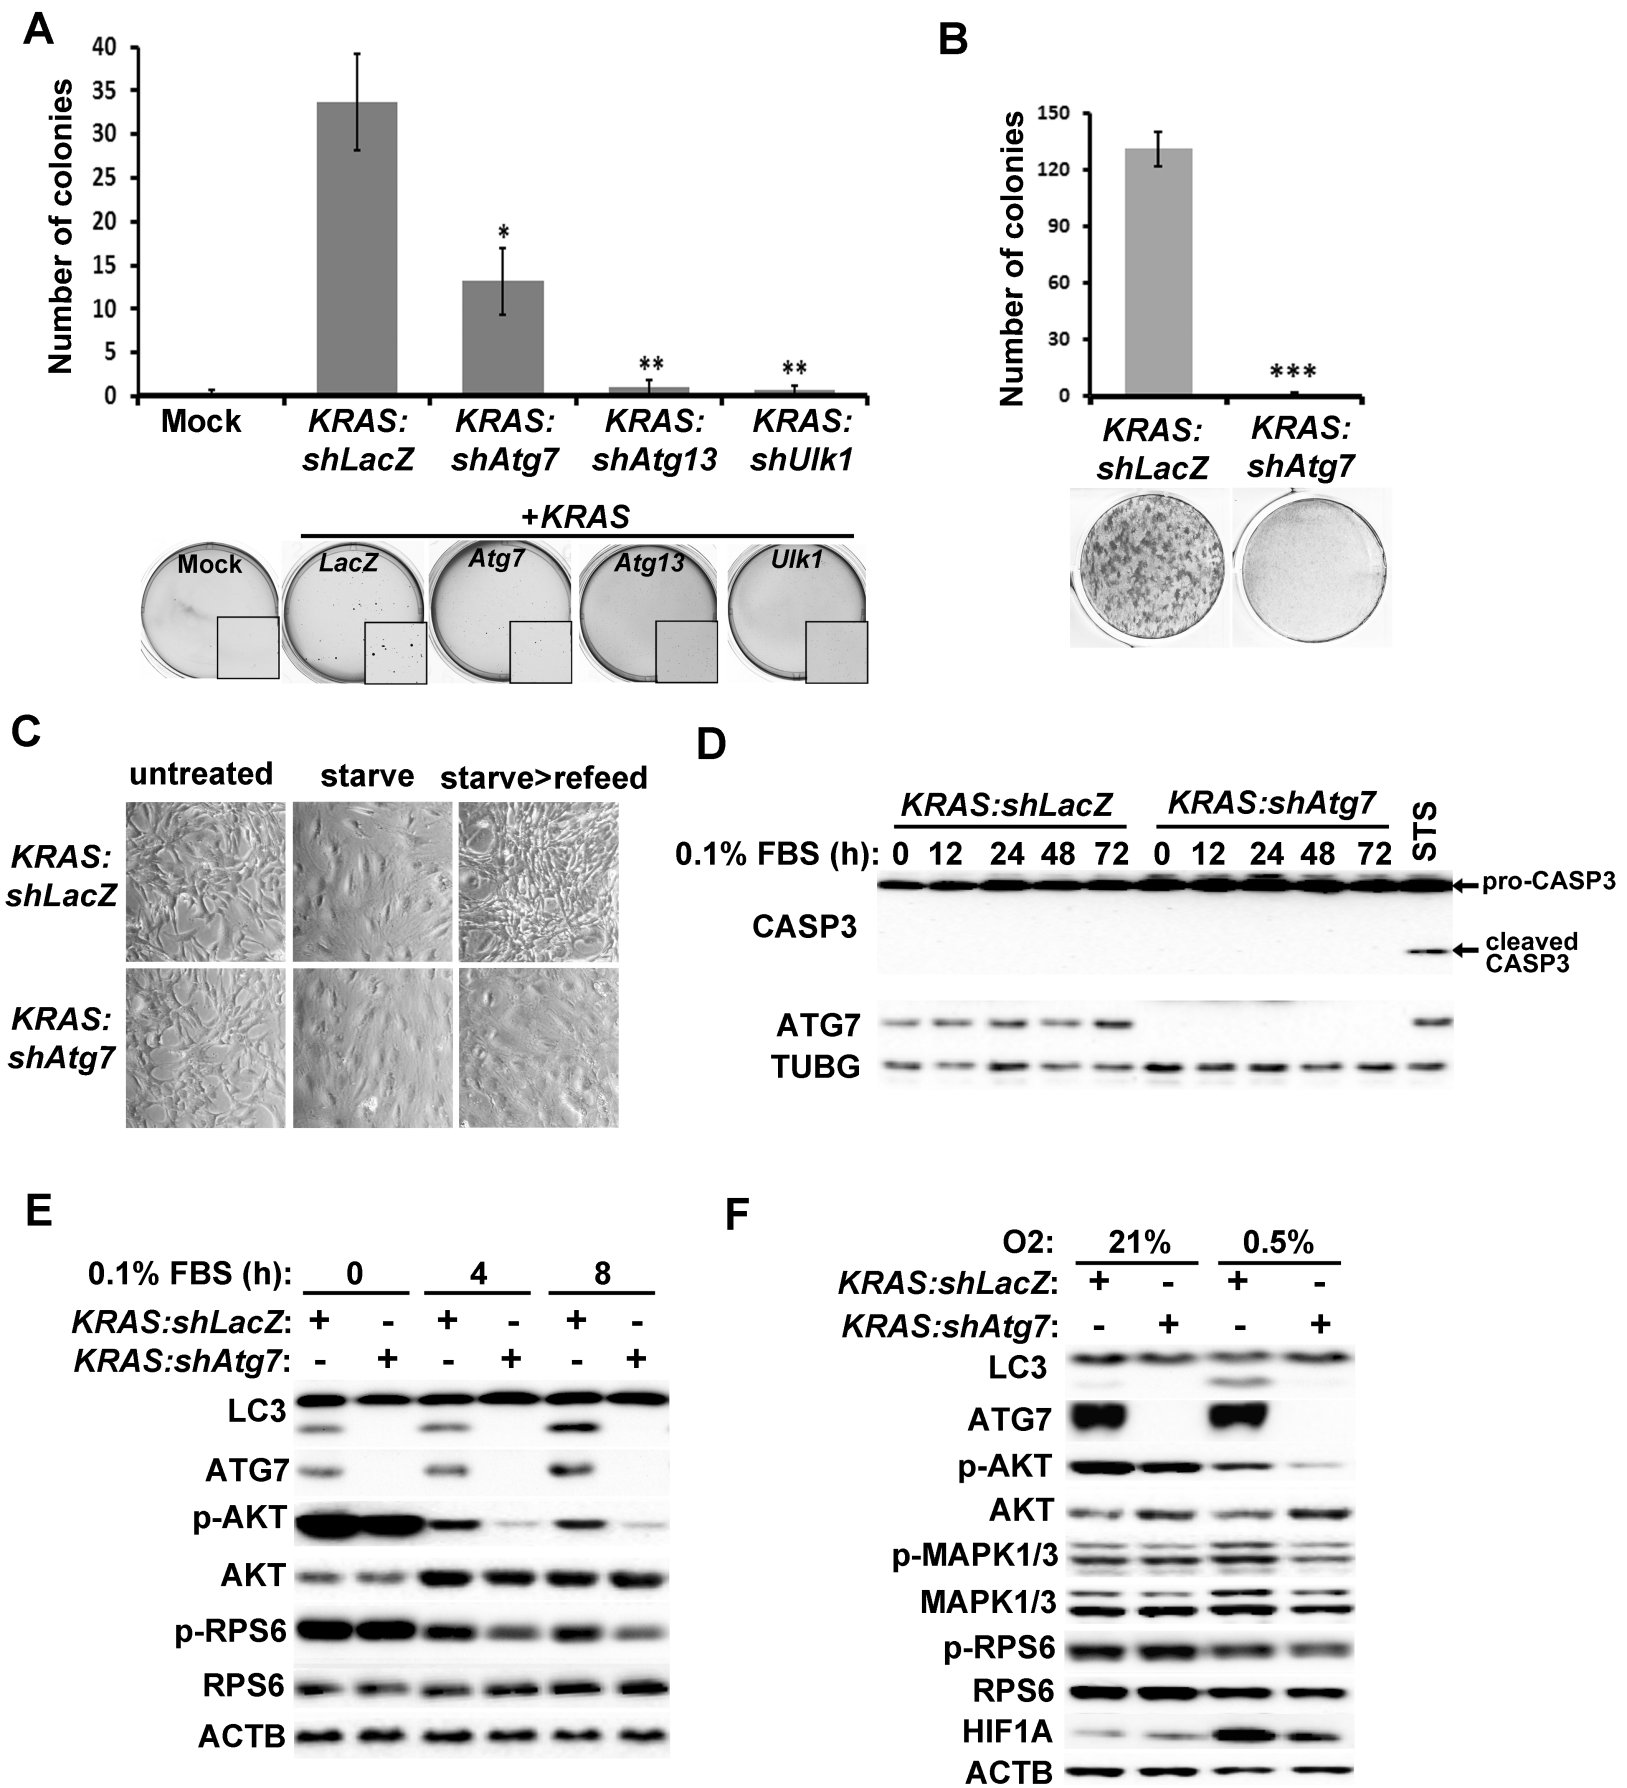 A
40
35
30
25
20
15
10
5
0
Number of colonies
*
**
**
Mock
KRAS: shLacZ
KRAS: shAtg7
KRAS: shAtg13
KRAS: shUlk1
+KRAS
Mock
LacZ
Atg7
Atg13
Ulk1
B
150
120
90
60
30
0
Number of colonies
***
KRAS: shLacZ
KRAS: shAtg7
C
untreated
starve
starve>refeed
KRAS:
shLacZ
KRAS:
shAtg7
D
KRAS:shLacZ KRAS:shAtg7 STS
0.1% FBS (h): 0 12 24 48 72 0 12 24 48 72
pro-CASP3
CASP3
cleaved
CASP3
ATG7
TUBG
E
0.1% FBS (h): 0 4 8
KRAS:shLacZ: + - + - + -
KRAS:shAtg7: - + - + - +
LC3
ATG7
p-AKT
AKT
p-RPS6
RPS6
ACTB
F
O2: 21% 0.5%
KRAS:shLacZ: + - + -
KRAS:shAtg7: - + - +
LC3
ATG7
p-AKT
AKT
p-MAPK1/3
MAPK1/3
p-RPS6
RPS6
HIF1A
ACTB